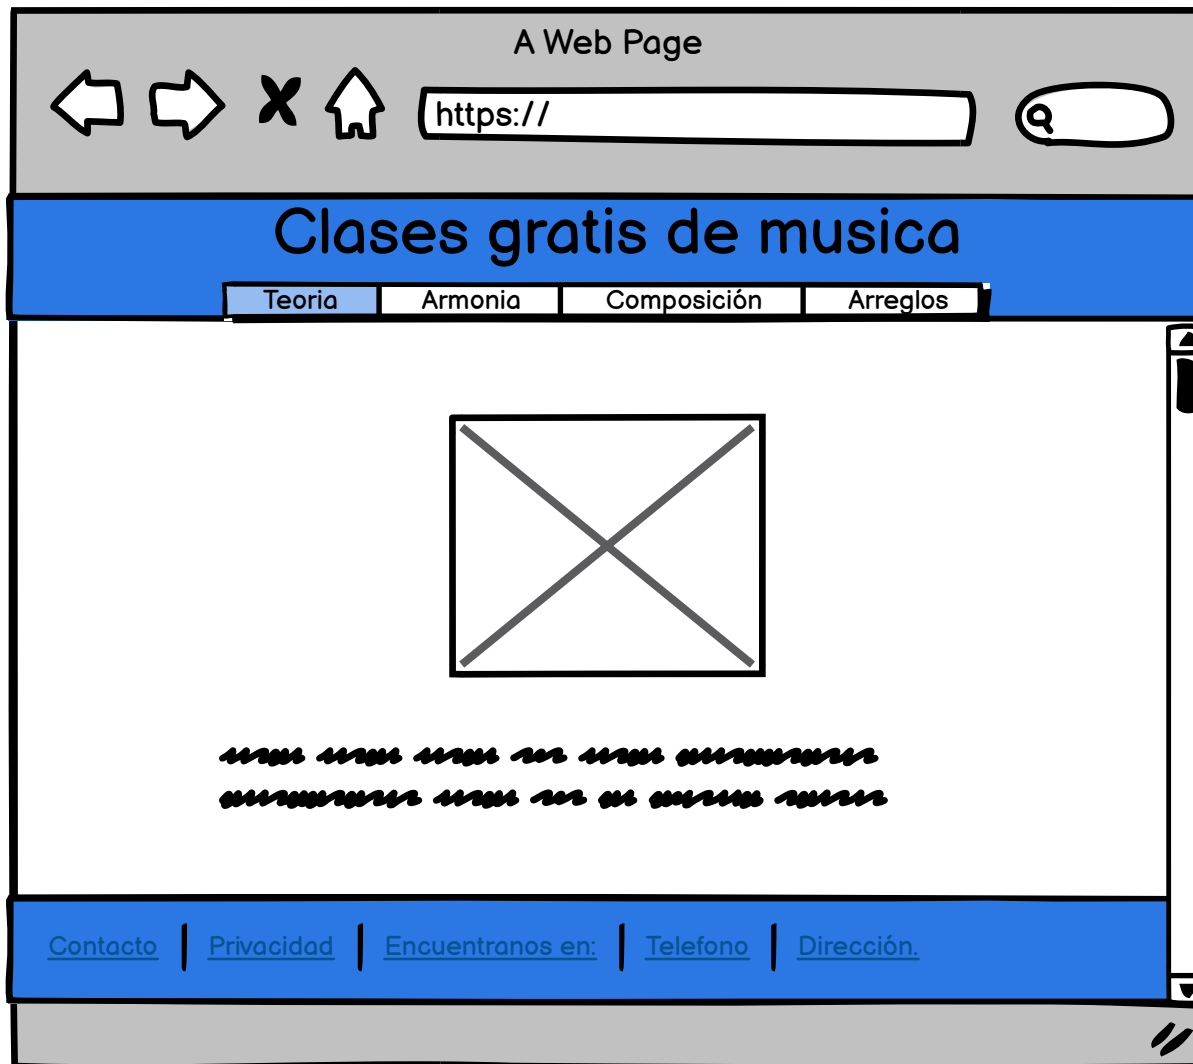 A Web Page
https://
Clases gratis de musica
Teoria Armonia Composición Arreglos
Contacto Privacidad Encuentranos en: Telefono Dirección.